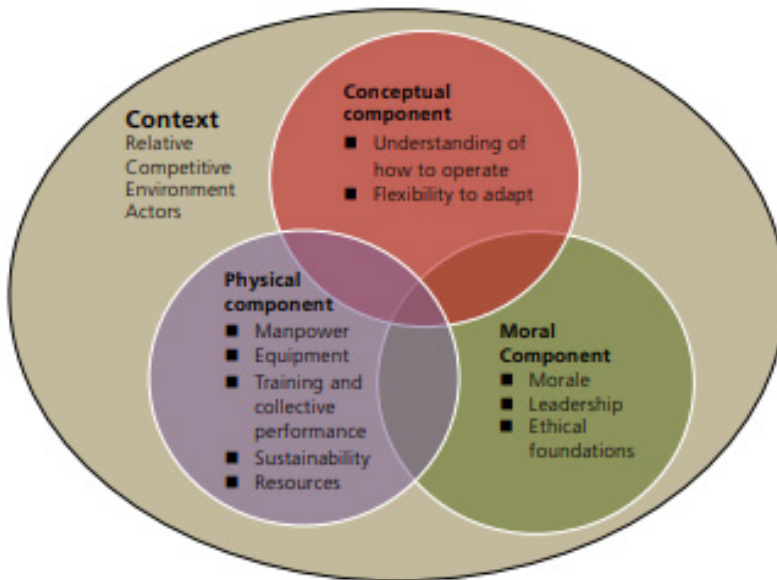 Context
Relative
Competitive
Environment
Actors
Conceptual
component
■ Understanding of
how to operate
■ Flexibility to adapt
Physical
component
■ Manpower
■ Equipment
■ Training and
collective
performance
■ Sustainability
■ Resources
Moral
Component
■ Morale
■ Leadership
■ Ethical
foundations